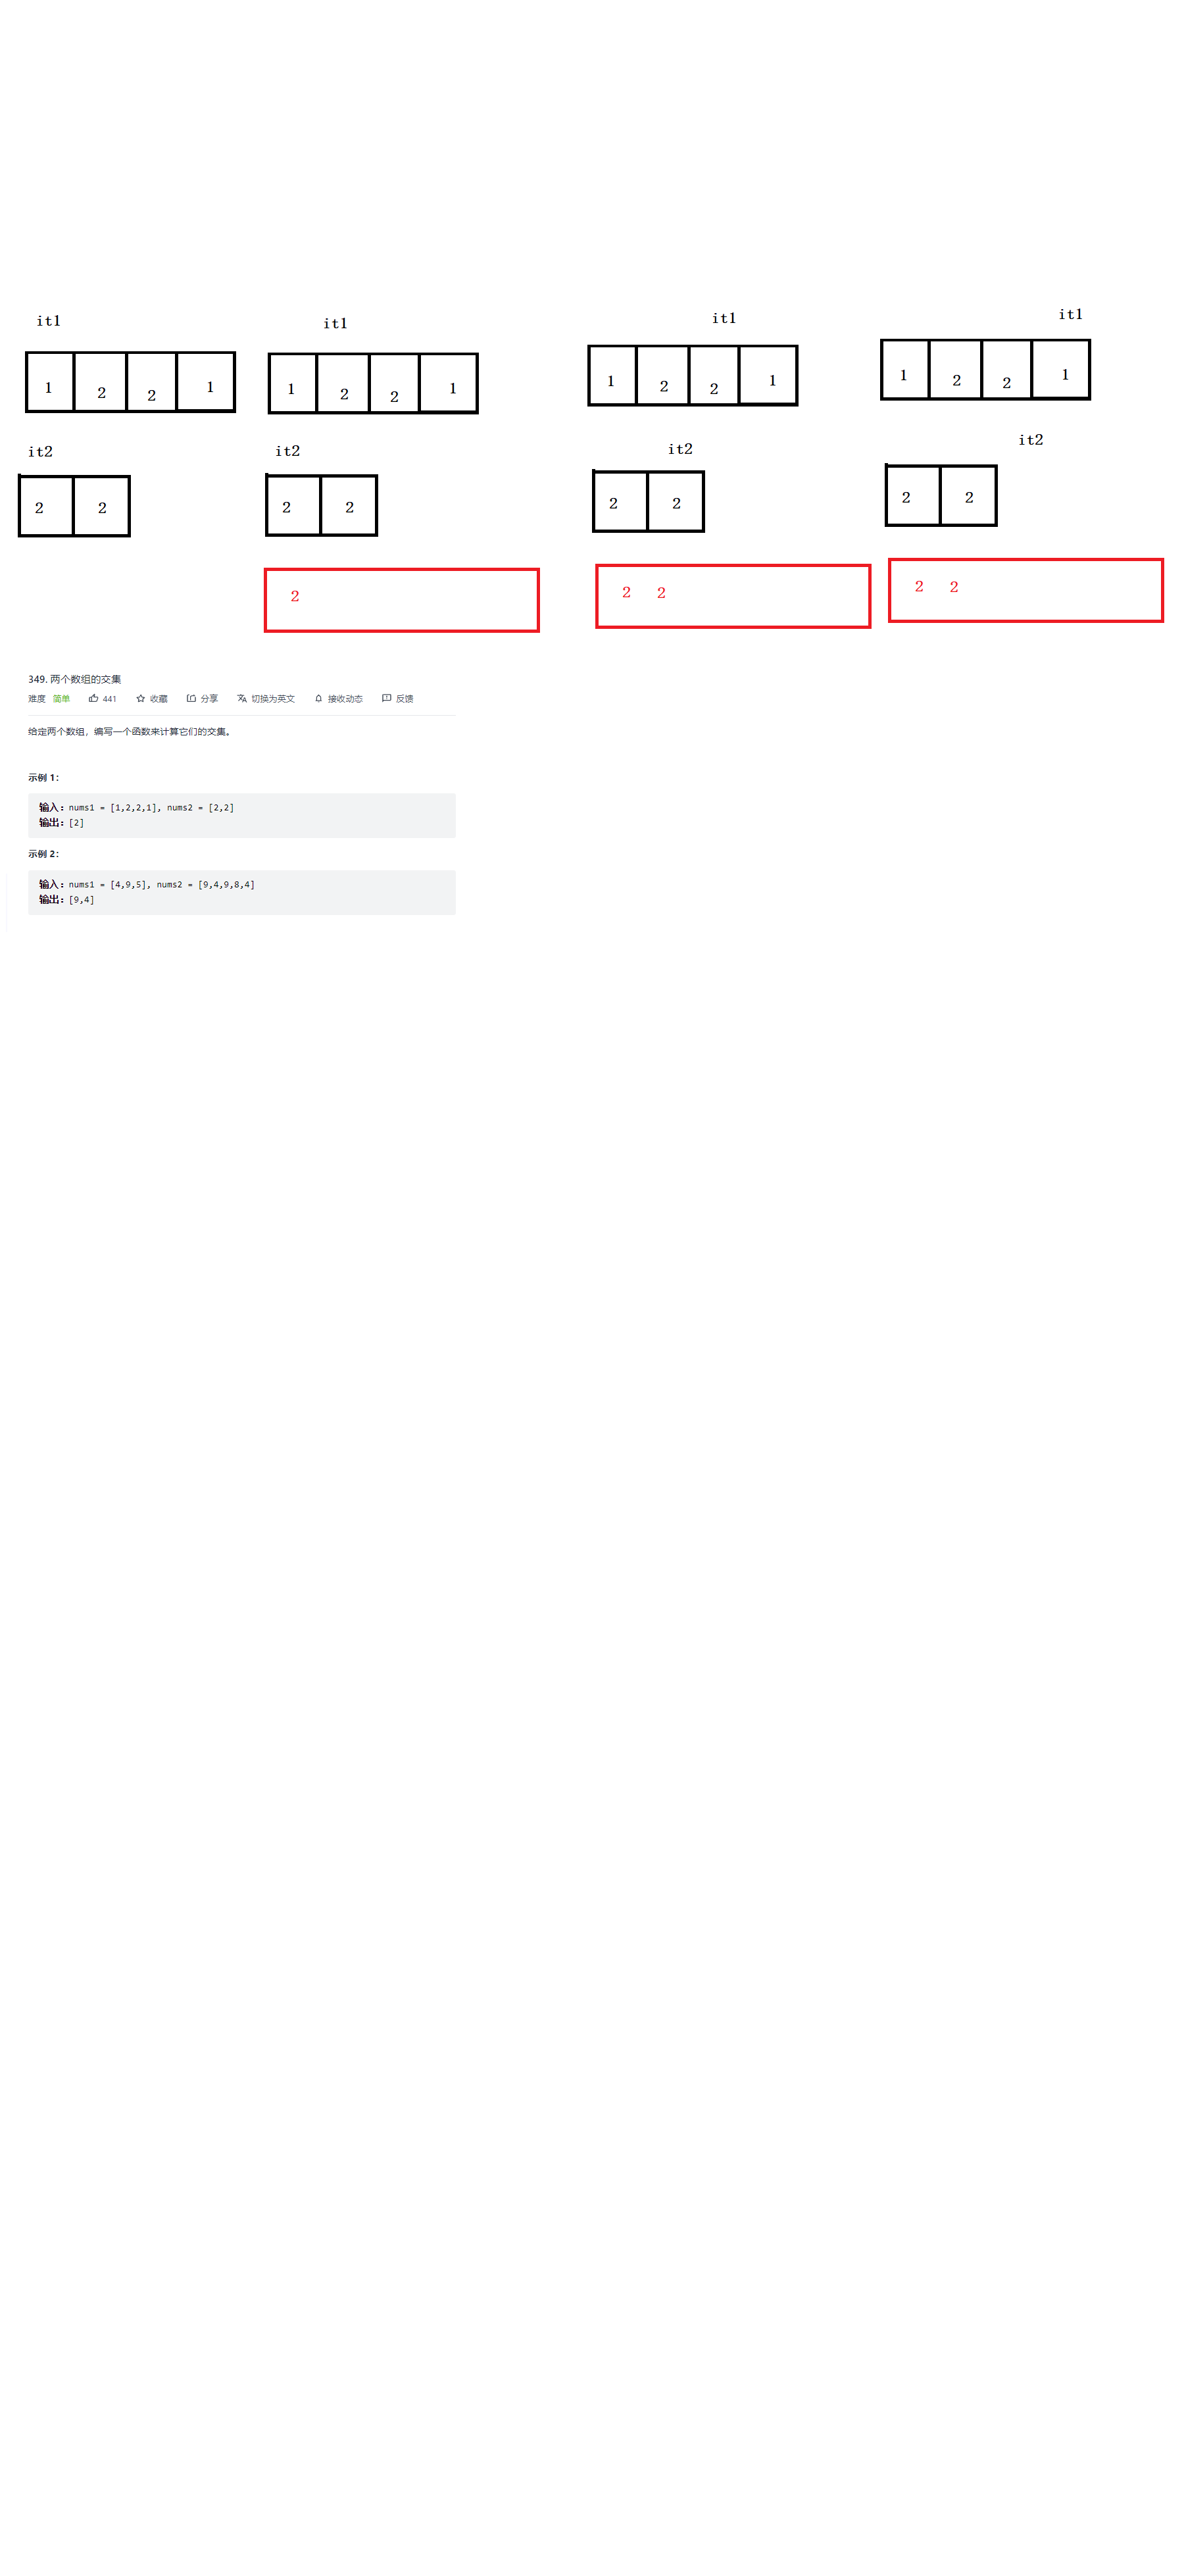 it1 it1 it1 it1
1 2 2 1 1 2 2 1 1 2 2 1 1 2 2 1
it2 it2 it2 it2
2 2 2 2 2 2 2 2
2 2 2 2 2
349. 两个数组的交集
难度 简单 441 收藏 分享 切换为英文 接收动态 反馈
给定两个数组，编写一个函数来计算它们的交集。
示例 1：
输入：nums1 = [1,2,2,1], nums2 = [2,2]
输出：[2]
示例 2：
输入：nums1 = [4,9,5], nums2 = [9,4,9,8,4]
输出：[9,4]